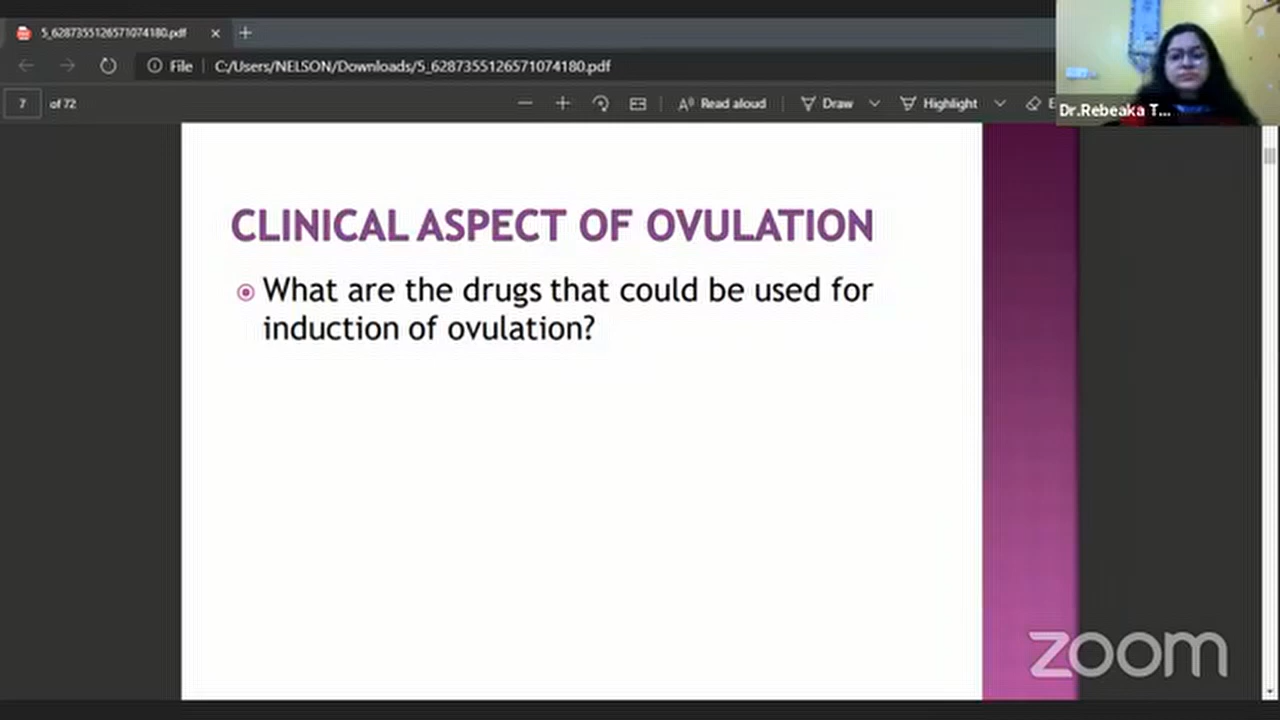 5_6287355126571074180.pdf
File C:/Users/NELSON/Downloads/5_6287355126571074180.pdf
7 of 72 Read aloud Draw Highlight
Dr.Rebeaka T...
CLINICAL ASPECT OF OVULATION
What are the drugs that could be used for
induction of ovulation?
zoom